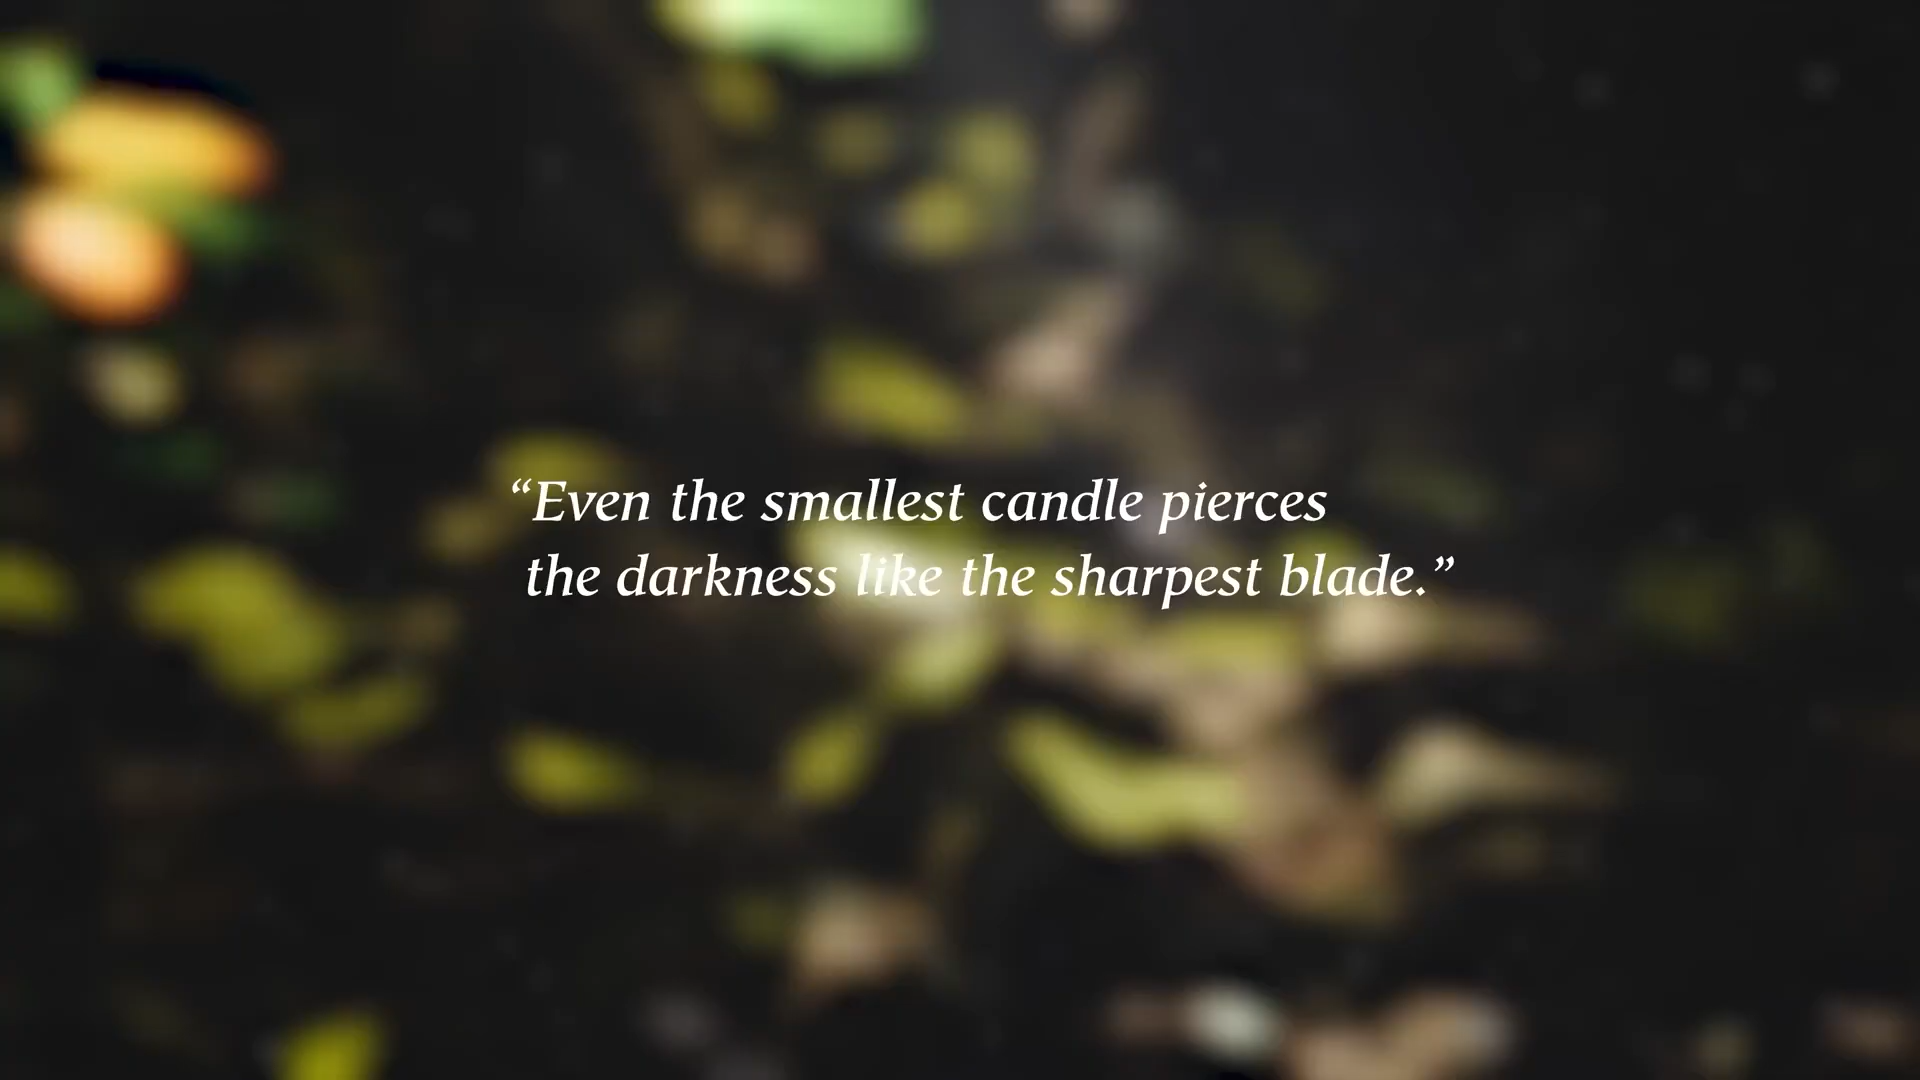 “Even the smallest candle pierces
the darkness like the sharpest blade.”